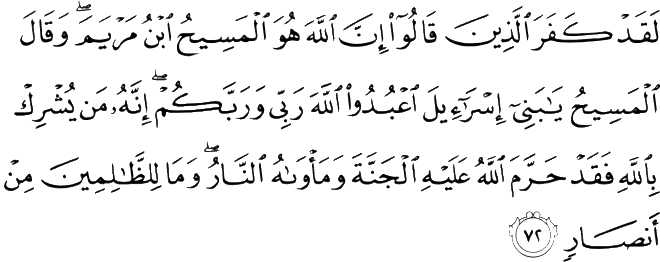 لَقَدْ كَفَرَ ٱلَّذِينَ قَالُوٓا۟ إِنَّ ٱللَّهَ هُوَ ٱلْمَسِيحُ ٱبْنُ مَرْيَمَ ۖ وَقَالَ
ٱلْمَسِيحُ يَـٰبَنِىٓ إِسْرَٰٓءِيلَ ٱعْبُدُوا۟ ٱللَّهَ رَبِّى وَرَبَّكُمْ ۖ إِنَّهُۥ مَن يُشْرِكْ
بِٱللَّهِ فَقَدْ حَرَّمَ ٱللَّهُ عَلَيْهِ ٱلْجَنَّةَ وَمَأْوَىٰهُ ٱلنَّارُ ۖ وَمَا لِلظَّـٰلِمِينَ مِنْ
أَنصَارٍ ٧٢